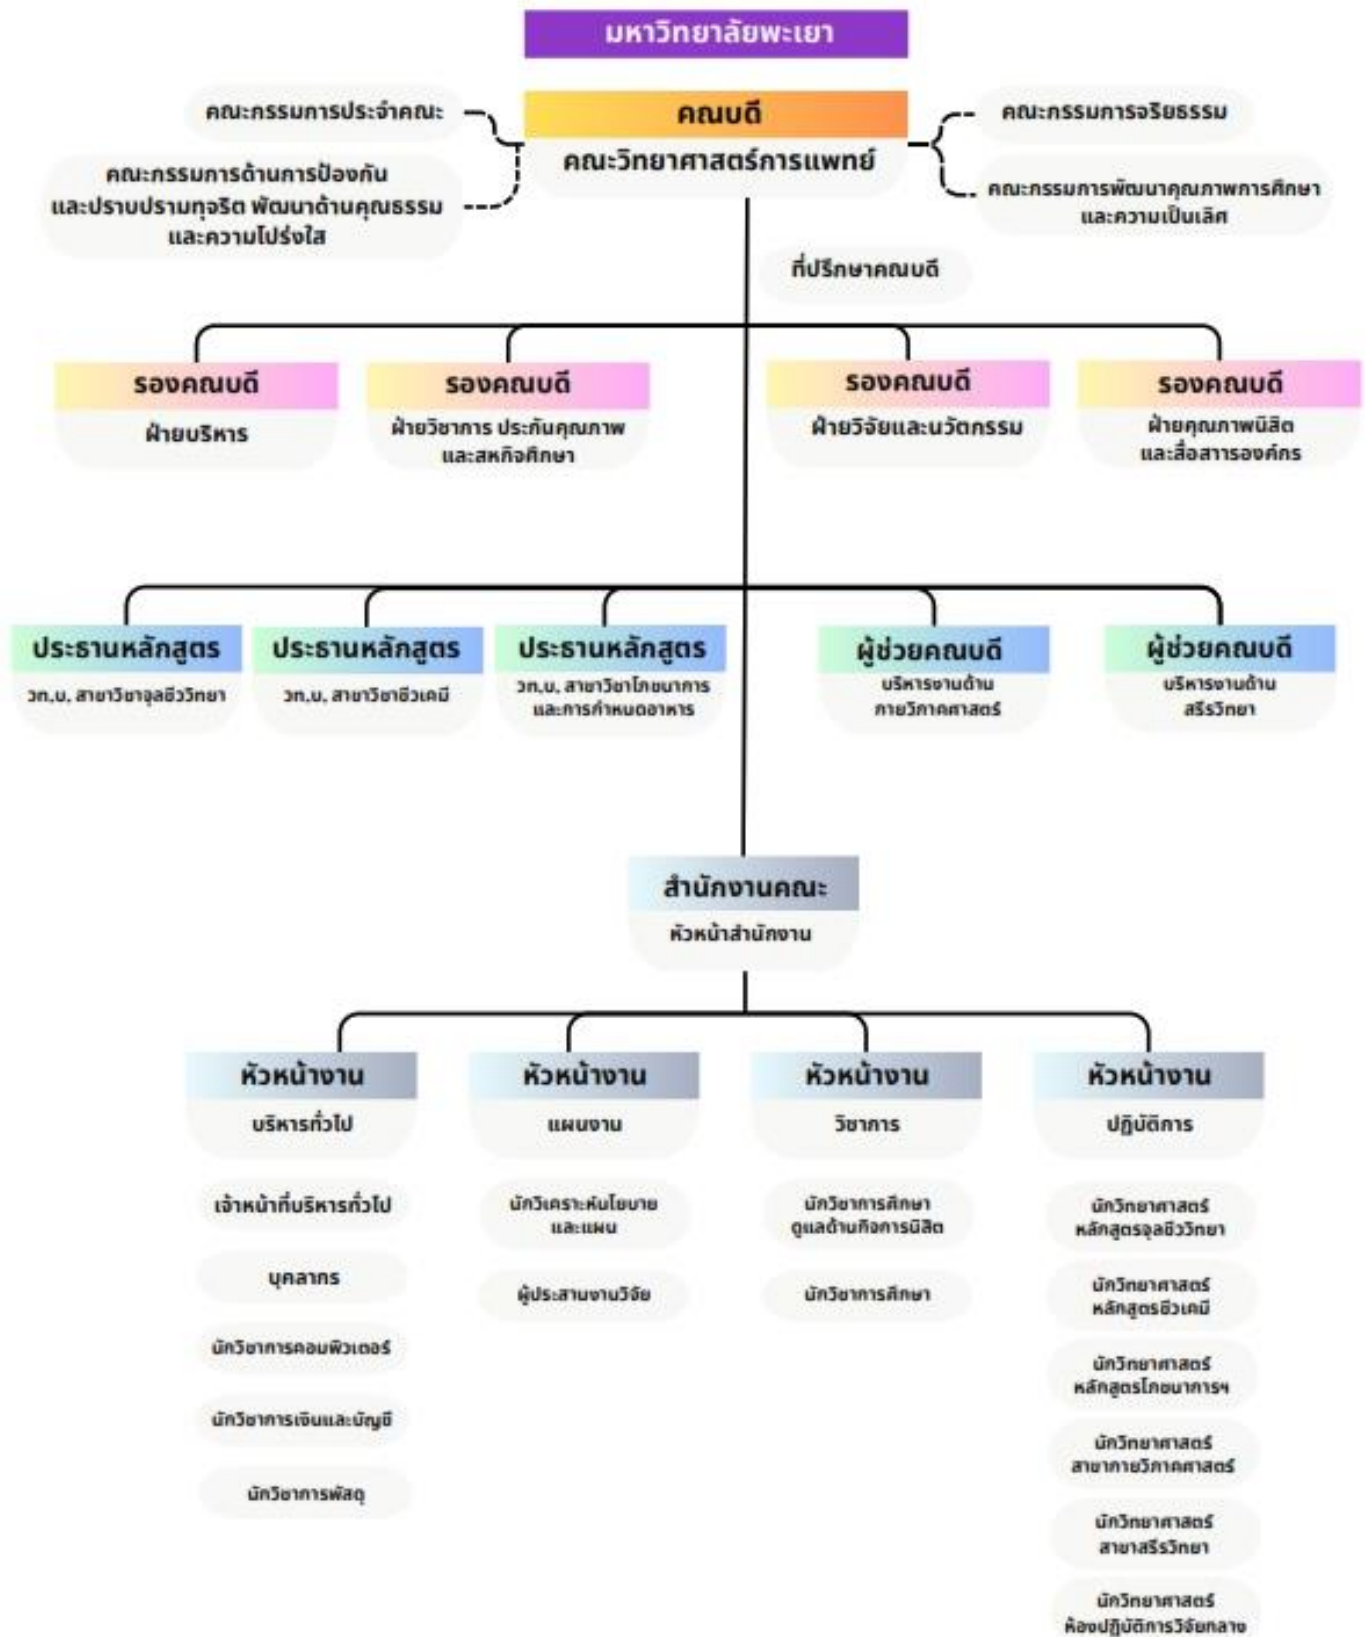 มหาวิทยาลัยพะเยา
คณะกรรมการประจำคณะ
คณบดี
คณะกรรมการจริยธรรม
คณะวิทยาศาสตร์การแพทย์
คณะกรรมการด้านการป้องกัน
และปราบปรามทุจริต พัฒนาด้านคุณธรรม
และความโปร่งใส
คณะกรรมการพัฒนาคุณภาพการศึกษา
และความเป็นเลิศ
ที่ปรึกษาคณบดี
รองคณบดี
ฝ่ายบริหาร
รองคณบดี
ฝ่ายวิชาการ ประกันคุณภาพ
และสหกิจศึกษา
รองคณบดี
ฝ่ายวิจัยและนวัตกรรม
รองคณบดี
ฝ่ายคุณภาพนิสิต
และสื่อสารองค์กร
ประธานหลักสูตร
วท.บ. สาขาวิชาจุลชีววิทยา
ประธานหลักสูตร
วท.บ. สาขาวิชาชีวเคมี
ประธานหลักสูตร
วท.บ. สาขาวิชาโภชนาการ
และการกำหนดอาหาร
ผู้ช่วยคณบดี
บริหารงานด้าน
กายวิภาคศาสตร์
ผู้ช่วยคณบดี
บริหารงานด้าน
สรีรวิทยา
สำนักงานคณะ
หัวหน้าสำนักงาน
หัวหน้างาน
บริหารทั่วไป
เจ้าหน้าที่บริหารทั่วไป
บุคลากร
นักวิชาการคอมพิวเตอร์
นักวิชาการเงินและบัญชี
นักวิชาการพัสดุ
หัวหน้างาน
แผนงาน
นักวิเคราะห์นโยบาย
และแผน
ผู้ประสานงานวิจัย
หัวหน้างาน
วิชาการ
นักวิชาการศึกษา
ดูแลด้านกิจการนิสิต
นักวิชาการศึกษา
หัวหน้างาน
ปฏิบัติการ
นักวิทยาศาสตร์
หลักสูตรจุลชีววิทยา
นักวิทยาศาสตร์
หลักสูตรชีวเคมี
นักวิทยาศาสตร์
หลักสูตรโภชนาการฯ
นักวิทยาศาสตร์
สาขากายวิภาคศาสตร์
นักวิทยาศาสตร์
สาขาสรีรวิทยา
นักวิทยาศาสตร์
ห้องปฏิบัติการวิจัยกลาง